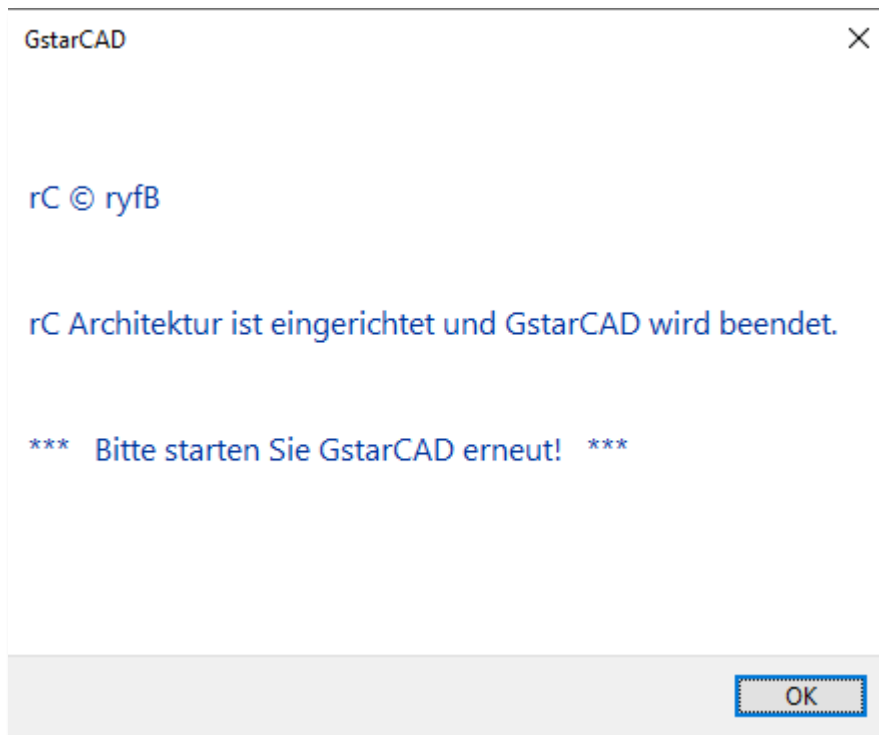 GstarCAD
rC © ryfB
rC Architektur ist eingerichtet und GstarCAD wird beendet.
*** Bitte starten Sie GstarCAD erneut! ***
OK